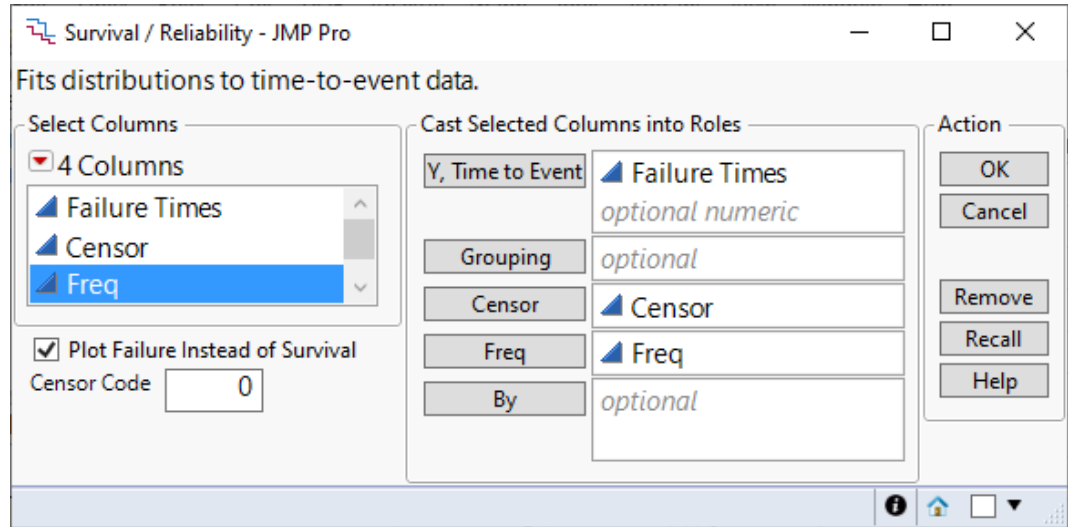 Survival / Reliability - JMP Pro
Fits distributions to time-to-event data.
Select Columns
4 Columns
Failure Times
Censor
Freq
Plot Failure Instead of Survival
Censor Code 0
Cast Selected Columns into Roles
Y, Time to Event Failure Times
optional numeric
Grouping optional
Censor Censor
Freq Freq
By optional
Action
OK
Cancel
Remove
Recall
Help